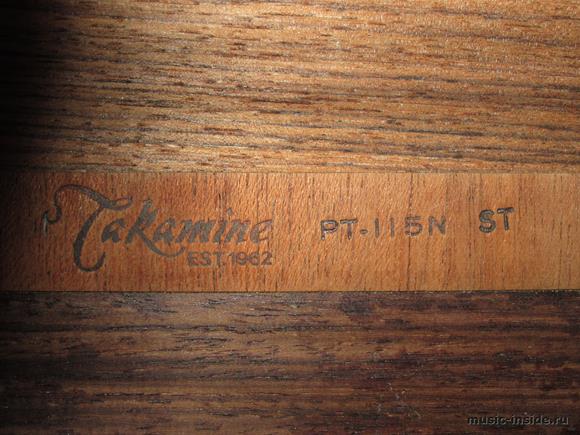 Takamine PT-115N ST
EST.1962
music-inside.ru